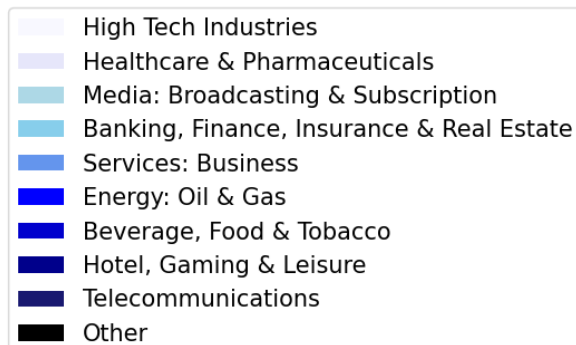 High Tech Industries
Healthcare & Pharmaceuticals
Media: Broadcasting & Subscription
Banking, Finance, Insurance & Real Estate
Services: Business
Energy: Oil & Gas
Beverage, Food & Tobacco
Hotel, Gaming & Leisure
Telecommunications
Other